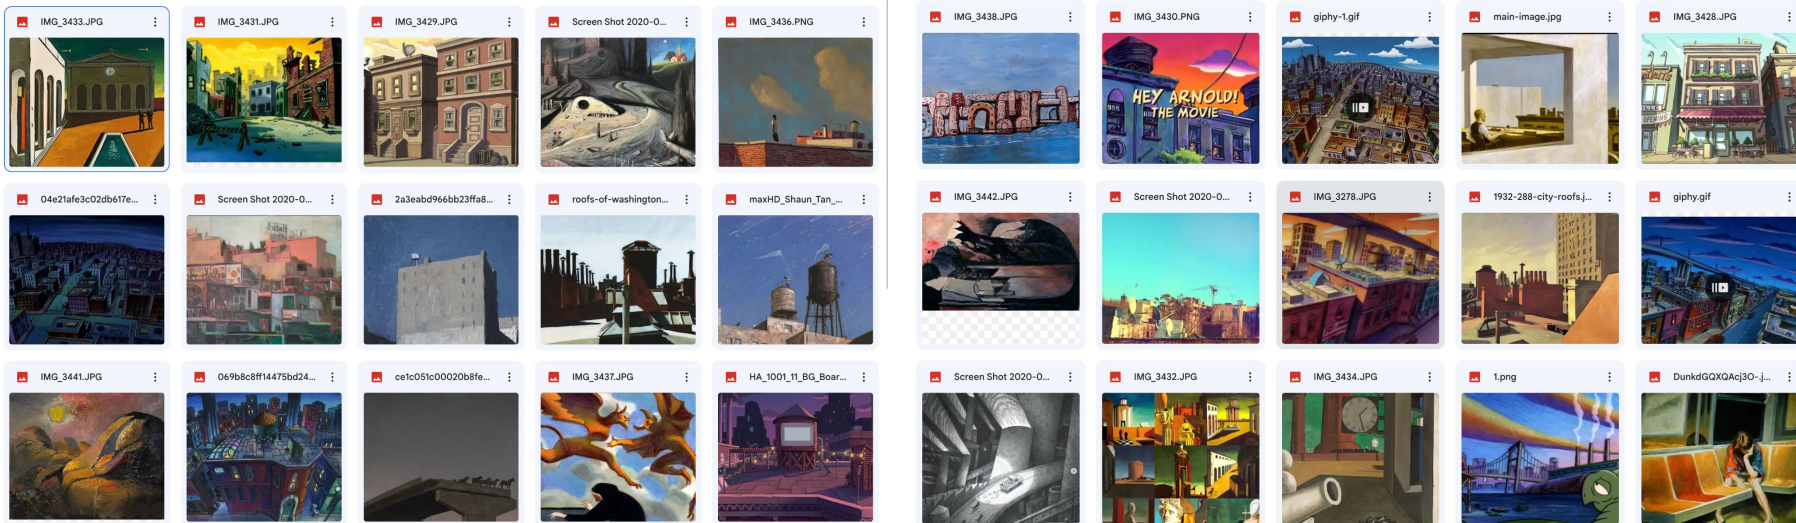 IMG_3433.JPG
IMG_3431.JPG
IMG_3429.JPG
Screen Shot 2020-0...
IMG_3436.PNG
04e21afe3c02db617e...
Screen Shot 2020-0...
2a3eabd966bb23ffa8...
roofs-of-washington...
maxHD_Shaun_Tan_...
IMG_3441.JPG
069b8c8ff14475bd24...
ce1c051c00020b8fe...
IMG_3437.JPG
HA_1001_11_BG_Boar...
IMG_3438.JPG
IMG_3430.PNG
giphy-1.gif
main-image.jpg
IMG_3428.JPG
HEY ARNOLD!
THE MOVIE
IMG_3442.JPG
Screen Shot 2020-0...
IMG_3278.JPG
1932-288-city-roofs.j...
giphy.gif
Screen Shot 2020-0...
IMG_3432.JPG
IMG_3434.JPG
1.png
DunkdGQXQAcj3O-.j...